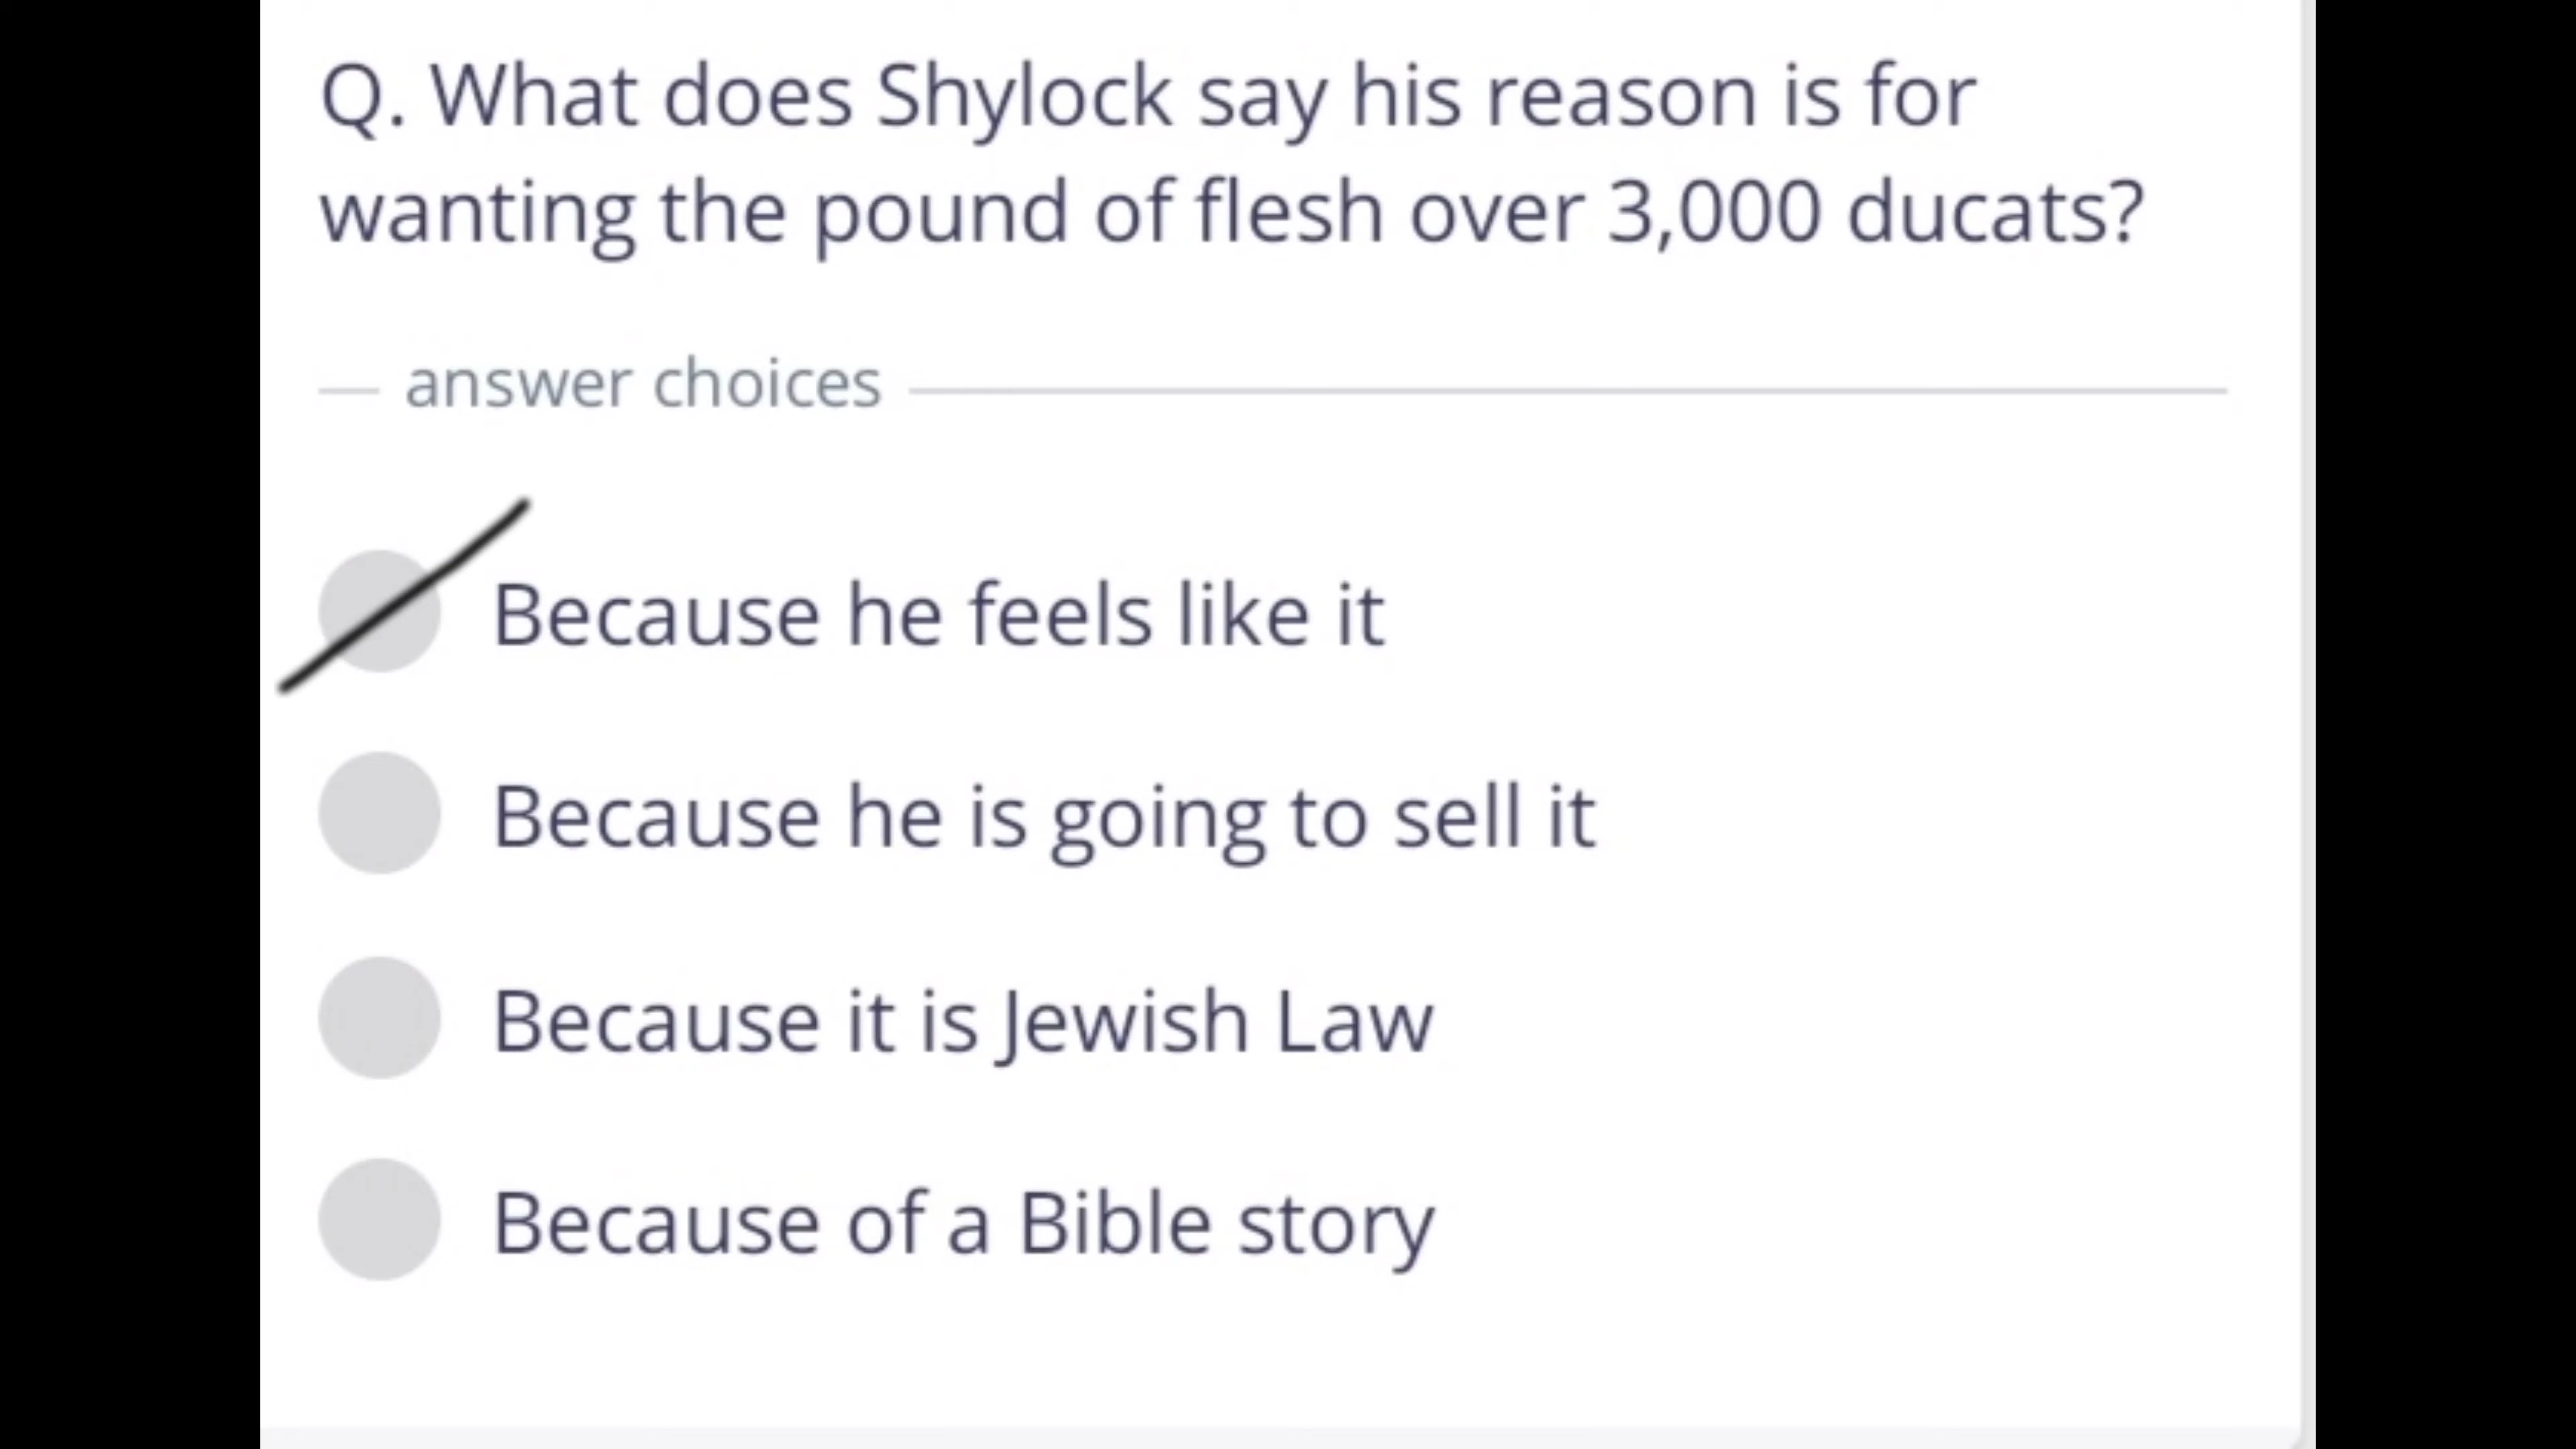 Q. What does Shylock say his reason is for
wanting the pound of flesh over 3,000 ducats?
answer choices
Because he feels like it
Because he is going to sell it
Because it is Jewish Law
Because of a Bible story